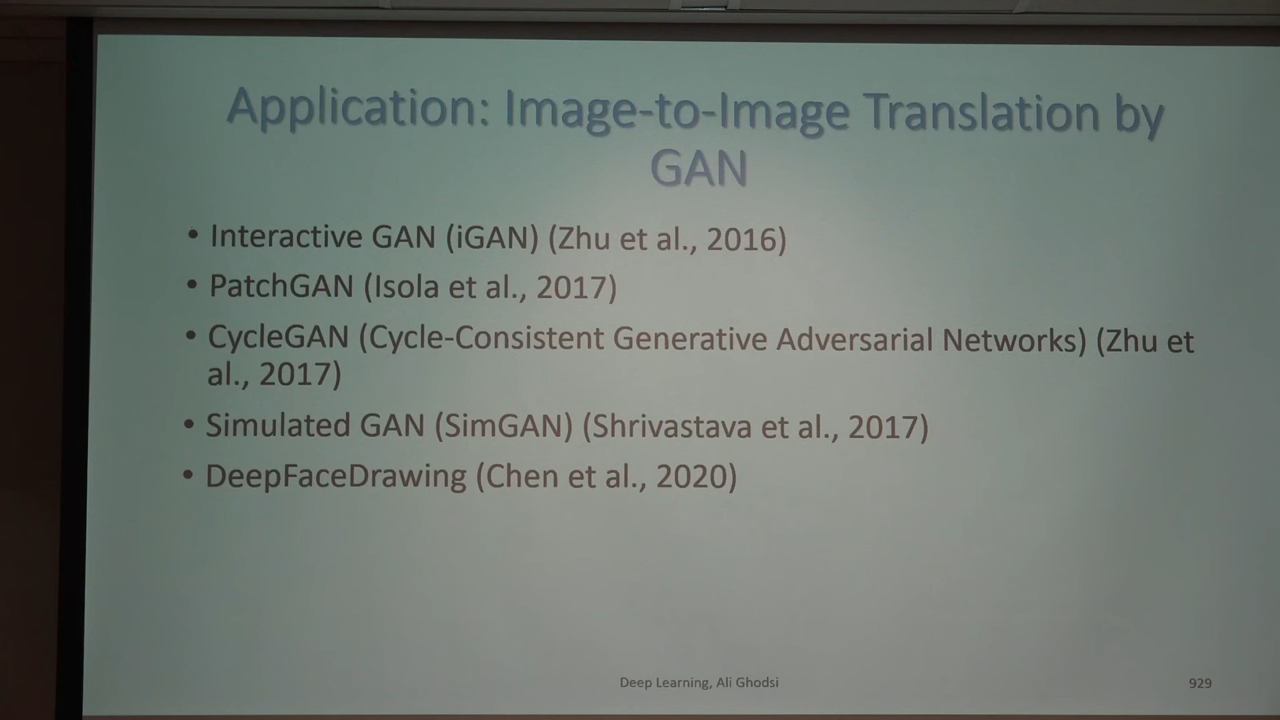 Application: Image-to-Image Translation by
GAN
• Interactive GAN (iGAN) (Zhu et al., 2016)
• PatchGAN (Isola et al., 2017)
• CycleGAN (Cycle-Consistent Generative Adversarial Networks) (Zhu et
al., 2017)
• Simulated GAN (SimGAN) (Shrivastava et al., 2017)
• DeepFaceDrawing (Chen et al., 2020)
Deep Learning, Ali Ghodsi
929